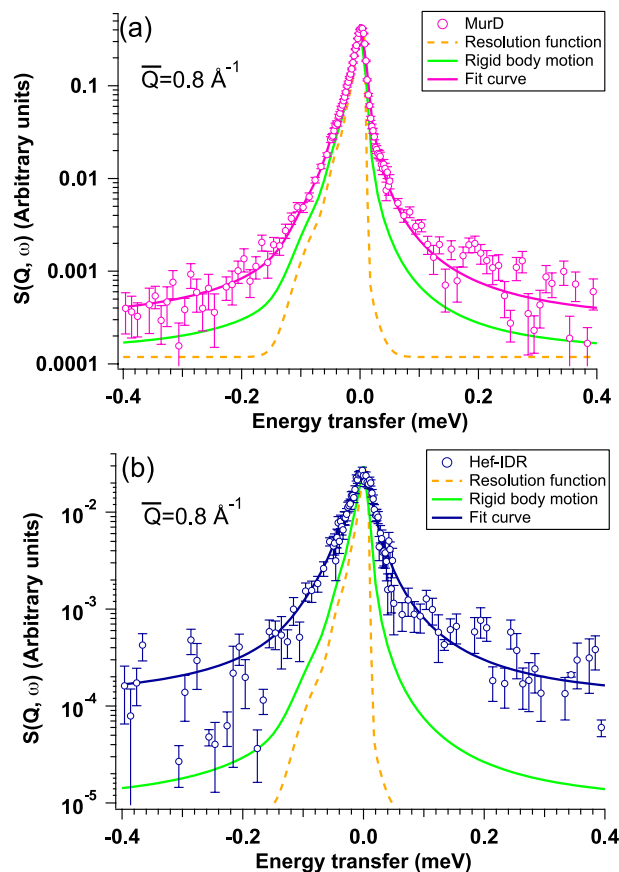 (a)
Q̅=0.8 Å⁻¹
MurD
Resolution function
Rigid body motion
Fit curve
S(Q, ω) (Arbitrary units)
0.1
0.01
0.001
0.0001
-0.4 -0.2 0.0 0.2 0.4
Energy transfer (meV)
(b)
Q̅=0.8 Å⁻¹
Hef-IDR
Resolution function
Rigid body motion
Fit curve
S(Q, ω) (Arbitrary units)
10⁻²
10⁻³
10⁻⁴
10⁻⁵
-0.4 -0.2 0.0 0.2 0.4
Energy transfer (meV)